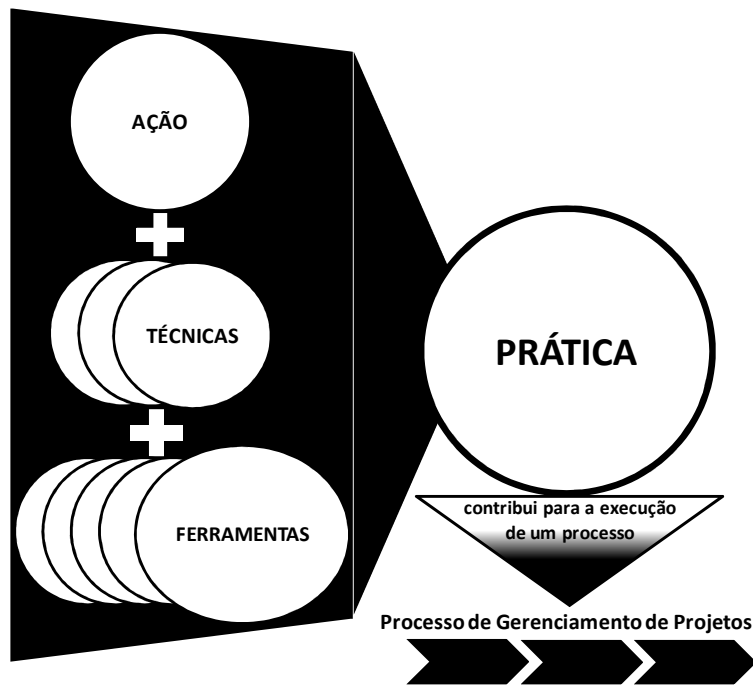 AÇÃO
TÉCNICAS
FERRAMENTAS
PRÁTICA
contribui para a execução
de um processo
Processo de Gerenciamento de Projetos